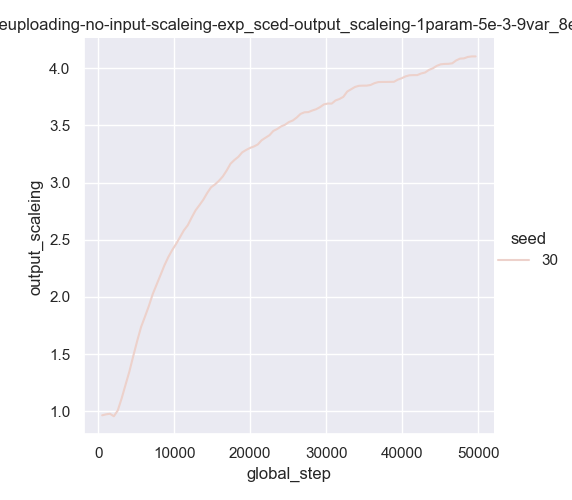 euploading-no-input-scaleing-exp_sced-output_scaleing-1param-5e-3-9var_8e
4.0
3.5
3.0
2.5
2.0
1.5
1.0
output_scaleing
0 10000 20000 30000 40000 50000
global_step
seed
30